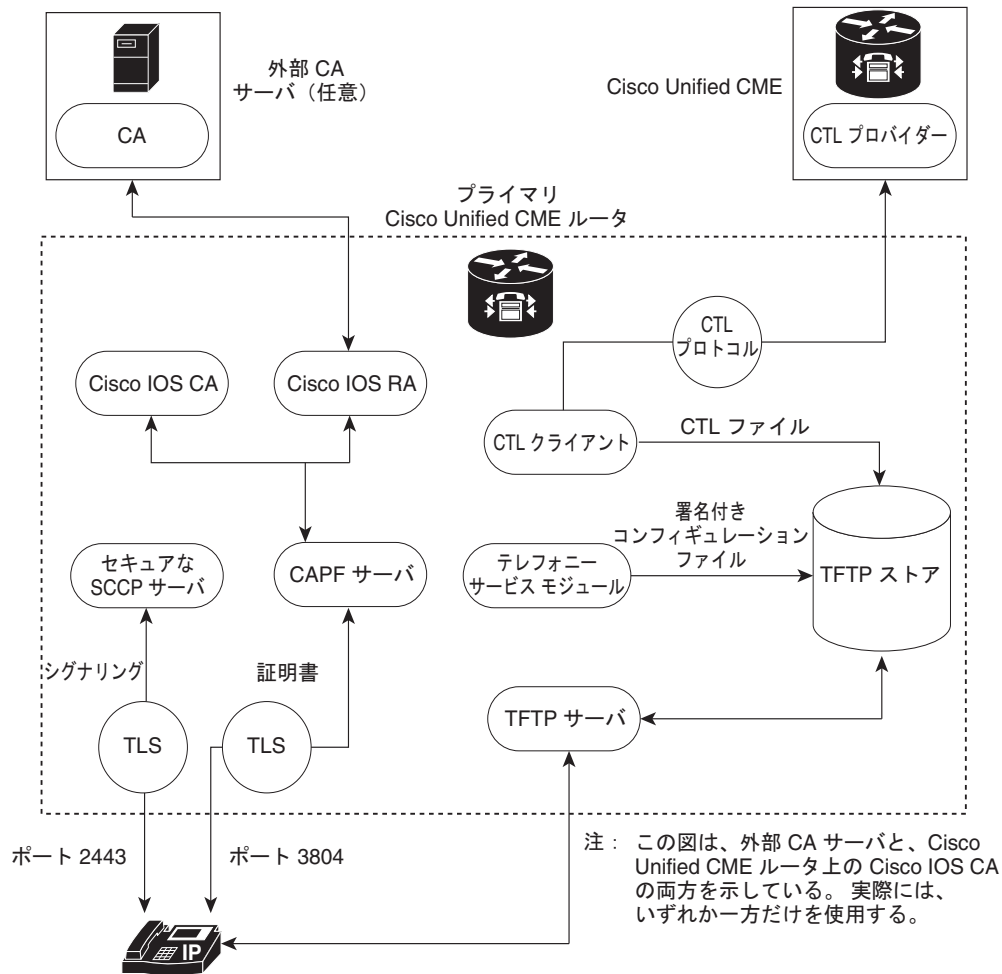 外部 CA
サーバ（任意）
CA
Cisco Unified CME
CTL プロバイダー
プライマリ
Cisco Unified CME ルータ
CTL
プロトコル
Cisco IOS CA
Cisco IOS RA
CTL クライアント
CTL ファイル
署名付き
コンフィギュレーション
ファイル
セキュアな
SCCP サーバ
CAPF サーバ
テレフォニー
サービス モジュール
TFTP ストア
シグナリング
証明書
TLS
TLS
TFTP サーバ
ポート 2443
ポート 3804
注： この図は、外部 CA サーバと、Cisco
Unified CME ルータ上の Cisco IOS CA
の両方を示している。 実際には、
いずれか一方だけを使用する。
IP